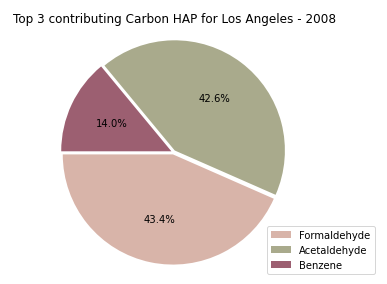 Top 3 contributing Carbon HAP for Los Angeles - 2008
42.6%
14.0%
43.4%
Formaldehyde
Acetaldehyde
Benzene